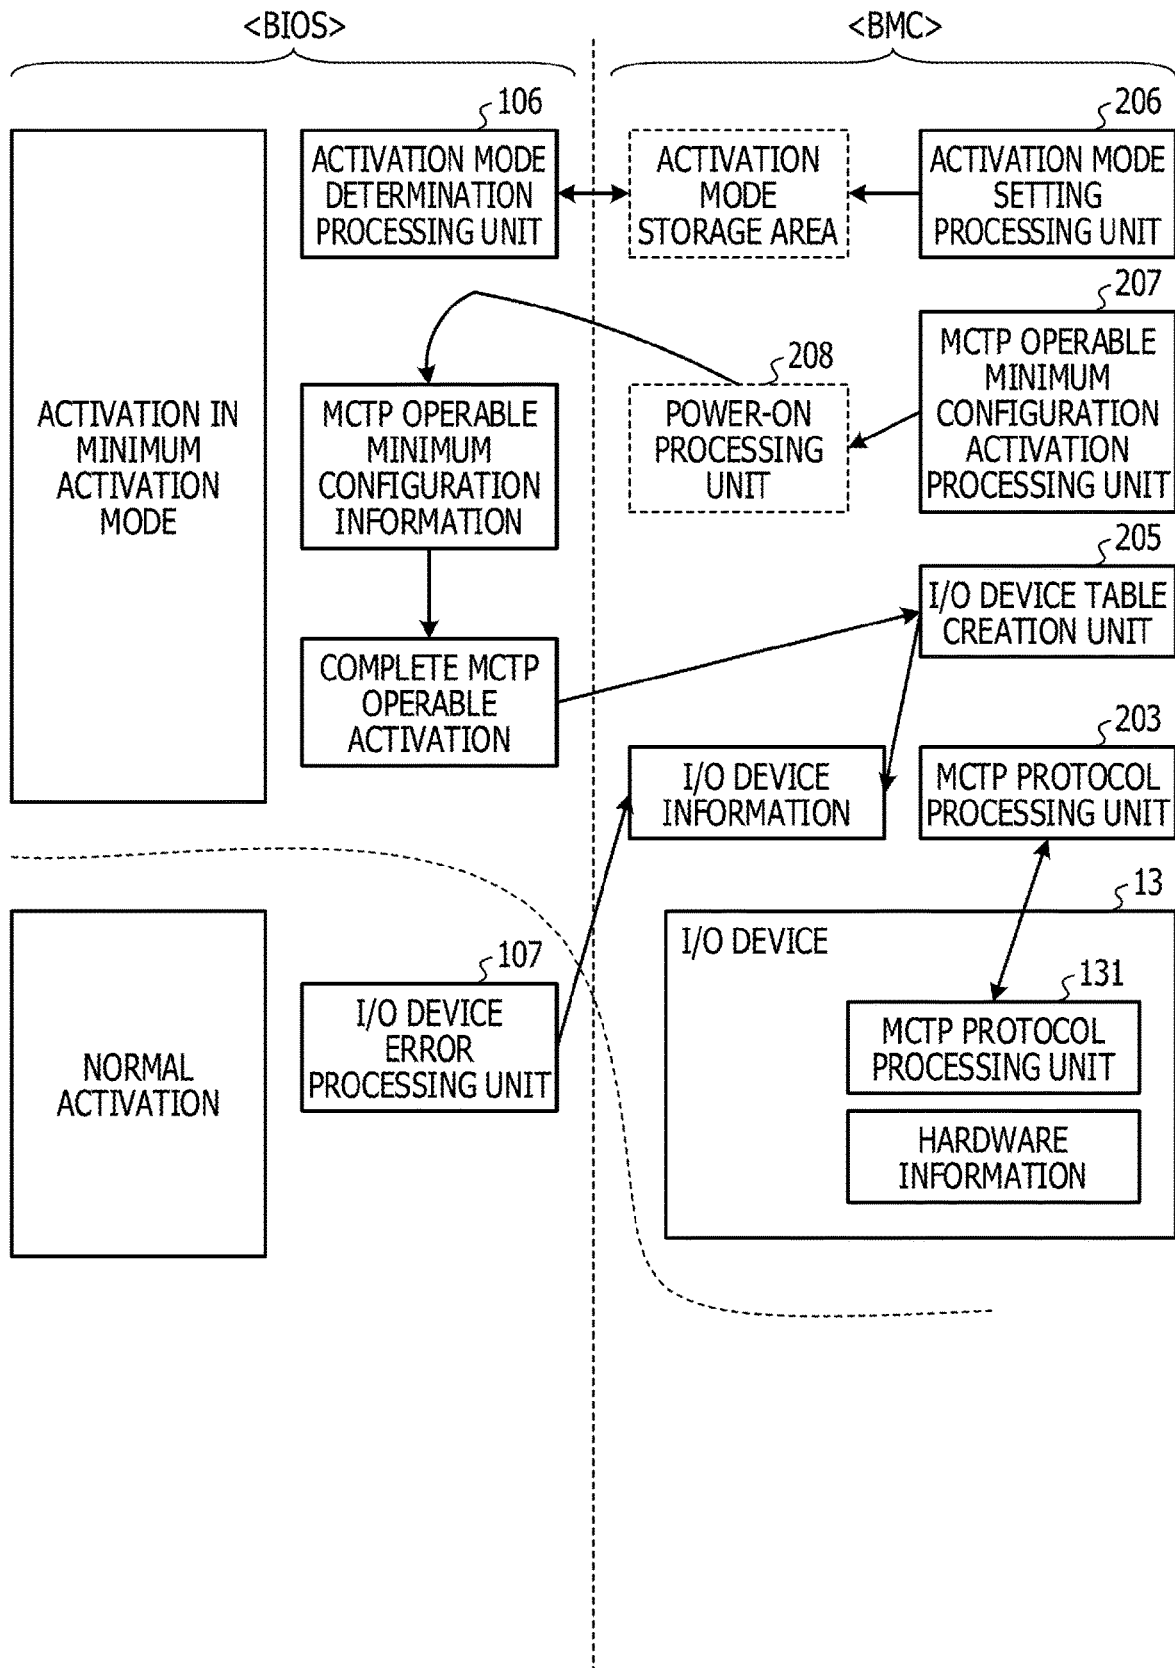 <BIOS>
<BMC>
106
206
ACTIVATION MODE
DETERMINATION
PROCESSING UNIT
ACTIVATION
MODE
STORAGE AREA
ACTIVATION MODE
SETTING
PROCESSING UNIT
207
208
ACTIVATION IN
MINIMUM
ACTIVATION
MODE
MCTP OPERABLE
MINIMUM
CONFIGURATION
INFORMATION
POWER-ON
PROCESSING
UNIT
MCTP OPERABLE
MINIMUM
CONFIGURATION
ACTIVATION
PROCESSING UNIT
205
I/O DEVICE TABLE
CREATION UNIT
COMPLETE MCTP
OPERABLE
ACTIVATION
203
I/O DEVICE
INFORMATION
MCTP PROTOCOL
PROCESSING UNIT
13
I/O DEVICE
107
131
NORMAL
ACTIVATION
I/O DEVICE
ERROR
PROCESSING UNIT
MCTP PROTOCOL
PROCESSING UNIT
HARDWARE
INFORMATION